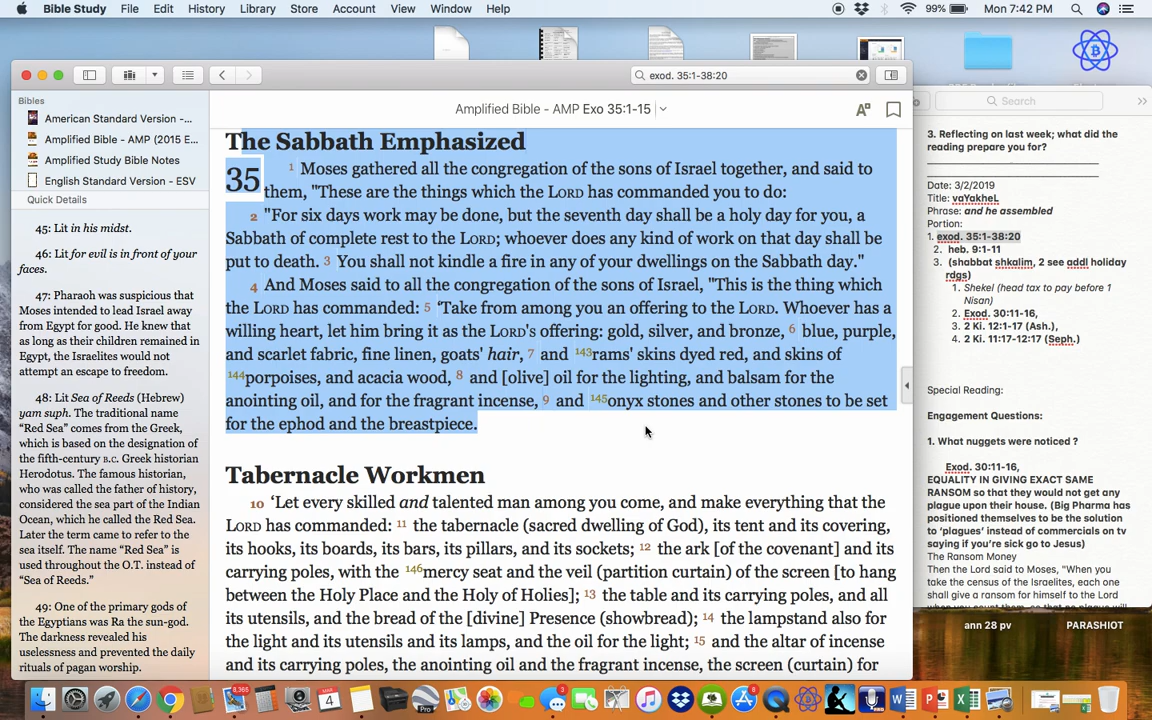 Bible Study File Edit History Library Store Account View Window Help
99% Mon 7:42 PM
exod. 35:1-38:20
Bibles
American Standard Version -...
Amplified Bible - AMP (2015 E...
Amplified Study Bible Notes
English Standard Version - ESV
Quick Details
45: Lit in his midst.
46: Lit for evil is in front of your
faces.
47: Pharaoh was suspicious that
Moses intended to lead Israel away
from Egypt for good. He knew that
as long as their children remained in
Egypt, the Israelites would not
attempt an escape to freedom.
48: Lit Sea of Reeds (Hebrew)
yam suph. The traditional name
“Red Sea” comes from the Greek,
which is based on the designation of
the fifth-century B.C. Greek historian
Herodotus. The famous historian,
who was called the father of history,
considered the sea part of the Indian
Ocean, which he called the Red Sea.
Later the term came to refer to the
sea itself. The name “Red Sea” is
used throughout the O.T. instead of
“Sea of Reeds.”
49: One of the primary gods of
the Egyptians was Ra the sun-god.
The darkness revealed his
uselessness and prevented the daily
rituals of pagan worship.
Amplified Bible - AMP Exo 35:1-15
The Sabbath Emphasized
35 1 Moses gathered all the congregation of the sons of Israel together, and said to
them, "These are the things which the LORD has commanded you to do:
2 "For six days work may be done, but the seventh day shall be a holy day for you, a
Sabbath of complete rest to the LORD; whoever does any kind of work on that day shall be
put to death. 3 You shall not kindle a fire in any of your dwellings on the Sabbath day."
4 And Moses said to all the congregation of the sons of Israel, "This is the thing which
the LORD has commanded: 5 ‘Take from among you an offering to the LORD. Whoever has a
willing heart, let him bring it as the LORD's offering: gold, silver, and bronze, 6 blue, purple,
and scarlet fabric, fine linen, goats' hair, 7 and 143rams' skins dyed red, and skins of
144porpoises, and acacia wood, 8 and [olive] oil for the lighting, and balsam for the
anointing oil, and for the fragrant incense, 9 and 145onyx stones and other stones to be set
for the ephod and the breastpiece.
Tabernacle Workmen
10 ‘Let every skilled and talented man among you come, and make everything that the
LORD has commanded: 11 the tabernacle (sacred dwelling of God), its tent and its covering,
its hooks, its boards, its bars, its pillars, and its sockets; 12 the ark [of the covenant] and its
carrying poles, with the 146mercy seat and the veil (partition curtain) of the screen [to hang
between the Holy Place and the Holy of Holies]; 13 the table and its carrying poles, and all
its utensils, and the bread of the [divine] Presence (showbread); 14 the lampstand also for
the light and its utensils and its lamps, and the oil for the light; 15 and the altar of incense
and its carrying poles, the anointing oil and the fragrant incense, the screen (curtain) for
Search
3. Reflecting on last week; what did the
reading prepare you for?
Date: 3/2/2019
Title: vaYakheL
Phrase: and he assembled
Portion:
1. exod. 35:1-38:20
2. heb. 9:1-11
3. (shabbat shkalim, 2 see addl holiday
rdgs)
1. Shekel (head tax to pay before 1
Nisan)
2. Exod. 30:11-16,
3. 2 Ki. 12:1-17 (Ash.),
4. 2 Ki. 11:17-12:17 (Seph.)
Special Reading:
Engagement Questions:
1. What nuggets were noticed ?
Exod. 30:11-16,
EQUALITY IN GIVING EXACT SAME
RANSOM so that they would not get any
plague upon their house. (Big Pharma has
positioned themselves to be the solution
to ‘plagues’ instead of commercials on tv
saying if you’re sick go to Jesus)
The Ransom Money
Then the Lord said to Moses, "When you
take the census of the Israelites, each one
shall give a ransom for himself to the Lord
ann 28 pv PARASHIOT
8,365
MAR
4
Pro
3
8